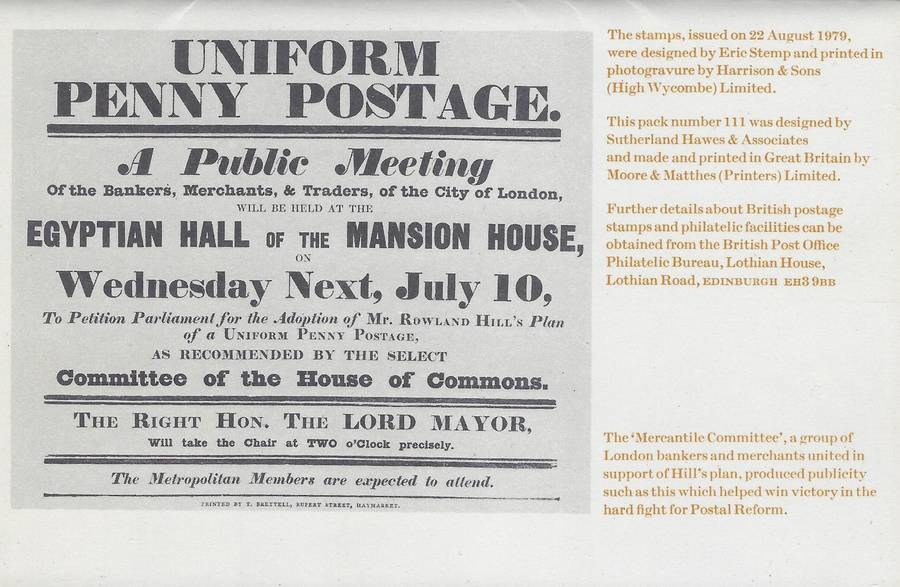 UNIFORM
PENNY POSTAGE.
A Public Meeting
Of the Bankers, Merchants, & Traders, of the City of London,
WILL BE HELD AT THE
EGYPTIAN HALL OF THE MANSION HOUSE,
ON
Wednesday Next, July 10,
To Petition Parliament for the Adoption of Mr. ROWLAND HILL'S Plan
of a UNIFORM PENNY POSTAGE,
AS RECOMMENDED BY THE SELECT
Committee of the House of Commons.
THE RIGHT HON. THE LORD MAYOR,
Will take the Chair at TWO o'Clock precisely.
The Metropolitan Members are expected to attend.
PRINTED BY T. BRETTELL, RUPERT STREET, HAYMARKET.
The stamps, issued on 22 August 1979,
were designed by Eric Stemp and printed in
photogravure by Harrison & Sons
(High Wycombe) Limited.
This pack number 111 was designed by
Sutherland Hawes & Associates
and made and printed in Great Britain by
Moore & Matthes (Printers) Limited.
Further details about British postage
stamps and philatelic facilities can be
obtained from the British Post Office
Philatelic Bureau, Lothian House,
Lothian Road, EDINBURGH EH3 9BB
The 'Mercantile Committee', a group of
London bankers and merchants united in
support of Hill's plan, produced publicity
such as this which helped win victory in the
hard fight for Postal Reform.